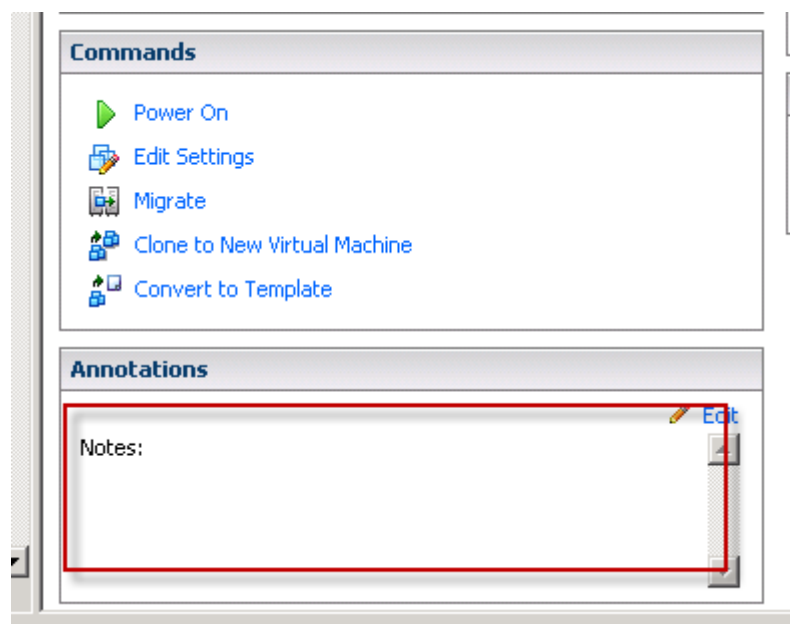 Commands
Power On
Edit Settings
Migrate
Clone to New Virtual Machine
Convert to Template
Annotations
Edit
Notes: